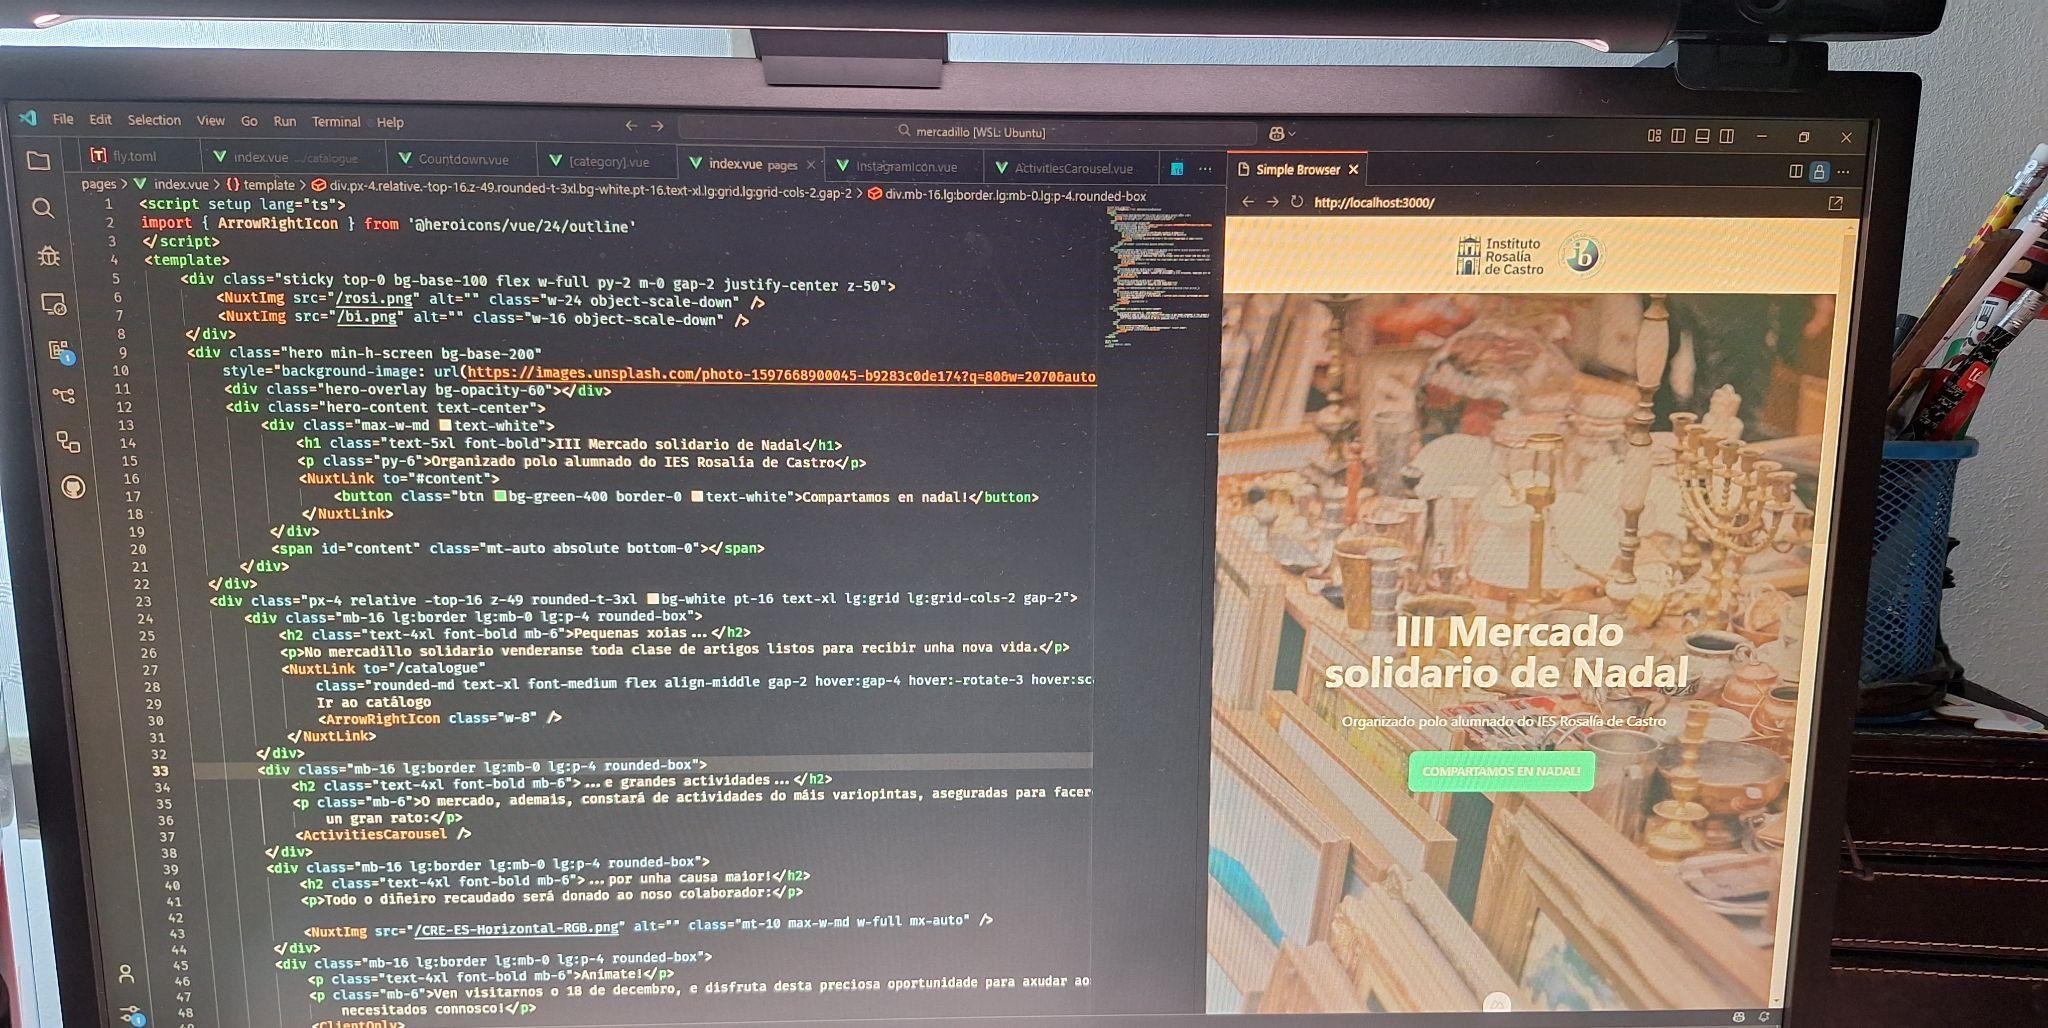 File Edit Selection View Go Run Terminal Help
mercadillo [WSL: Ubuntu]
fly.toml index.vue .../catalogue Countdown.vue [category].vue index.vue pages InstagramIcon.vue ActivitiesCarousel.vue ...
pages > index.vue > {} template > div.px-4.relative.-top-16.z-49.rounded-t-3xl.bg-white.pt-16.text-xl.lg:grid.lg:grid-cols-2.gap-2 > div.mb-16.lg:border.lg:mb-0.lg:p-4.rounded-box
1 <script setup lang="ts">
2 import { ArrowRightIcon } from '@heroicons/vue/24/outline'
3 </script>
4 <template>
5 <div class="sticky top-0 bg-base-100 flex w-full py-2 m-0 gap-2 justify-center z-50">
6 <NuxtImg src="/rosi.png" alt="" class="w-24 object-scale-down" />
7 <NuxtImg src="/bi.png" alt="" class="w-16 object-scale-down" />
8 </div>
9 <div class="hero min-h-screen bg-base-200"
10 style="background-image: url(https://images.unsplash.com/photo-1597668900045-b9283c0de174?q=80&w=2070&auto
11 <div class="hero-overlay bg-opacity-60"></div>
12 <div class="hero-content text-center">
13 <div class="max-w-md text-white">
14 <h1 class="text-5xl font-bold">III Mercado solidario de Nadal</h1>
15 <p class="py-6">Organizado polo alumnado do IES Rosalía de Castro</p>
16 <NuxtLink to="#content">
17 <button class="btn bg-green-400 border-0 text-white">Compartamos en nadal!</button>
18 </NuxtLink>
19 </div>
20 <span id="content" class="mt-auto absolute bottom-0"></span>
21 </div>
22 </div>
23 <div class="px-4 relative -top-16 z-49 rounded-t-3xl bg-white pt-16 text-xl lg:grid lg:grid-cols-2 gap-2">
24 <div class="mb-16 lg:border lg:mb-0 lg:p-4 rounded-box">
25 <h2 class="text-4xl font-bold mb-6">Pequenas xoias...</h2>
26 <p>No mercadillo solidario venderanse toda clase de artigos listos para recibir unha nova vida.</p>
27 <NuxtLink to="/catalogue"
28 class="rounded-md text-xl font-medium flex align-middle gap-2 hover:gap-4 hover:-rotate-3 hover:sc
29 Ir ao catálogo
30 <ArrowRightIcon class="w-8" />
31 </NuxtLink>
32 </div>
33 <div class="mb-16 lg:border lg:mb-0 lg:p-4 rounded-box">
34 <h2 class="text-4xl font-bold mb-6">...e grandes actividades...</h2>
35 <p class="mb-6">O mercado, ademais, constará de actividades do máis variopintas, aseguradas para facer
36 un gran rato:</p>
37 <ActivitiesCarousel />
38 </div>
39 <div class="mb-16 lg:border lg:mb-0 lg:p-4 rounded-box">
40 <h2 class="text-4xl font-bold mb-6">...por unha causa maior!</h2>
41 <p>Todo o diñeiro recaudado será donado ao noso colaborador:</p>
42
43 <NuxtImg src="/CRE-ES-Horizontal-RGB.png" alt="" class="mt-10 max-w-md w-full mx-auto" />
44 </div>
45 <div class="mb-16 lg:border lg:mb-0 lg:p-4 rounded-box">
46 <p class="text-4xl font-bold mb-6">Anímate!</p>
47 <p class="mb-6">Ven visitarnos o 18 de decembro, e disfruta desta preciosa oportunidade para axudar ao
48 necesitados connosco!</p>
<ClientOnly>
Simple Browser
http://localhost:3000/
Instituto
Rosalía
de Castro
ib
III Mercado
solidario de Nadal
Organizado polo alumnado do IES Rosalía de Castro
COMPARTAMOS EN NADAL!